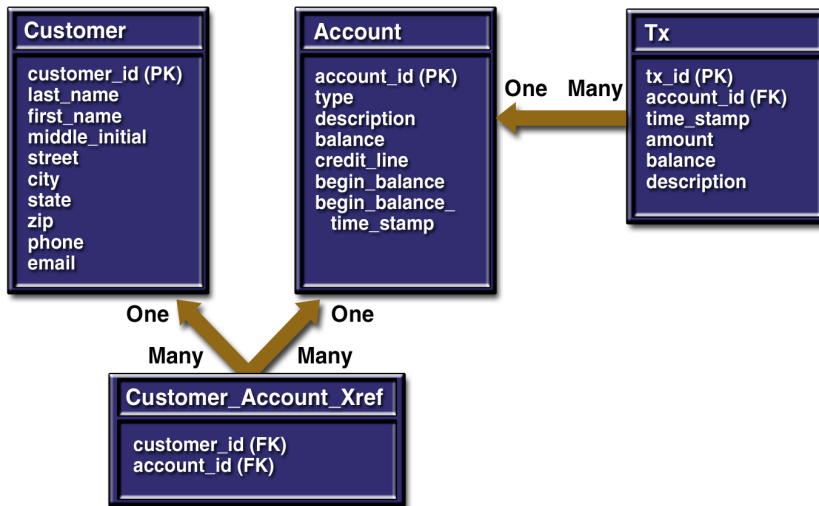 Customer
customer_id (PK)
last_name
first_name
middle_initial
street
city
state
zip
phone
email
Account
account_id (PK)
type
description
balance
credit_line
begin_balance
begin_balance_
time_stamp
Tx
tx_id (PK)
account_id (FK)
time_stamp
amount
balance
description
One Many
One
One
Many
Many
Customer_Account_Xref
customer_id (FK)
account_id (FK)